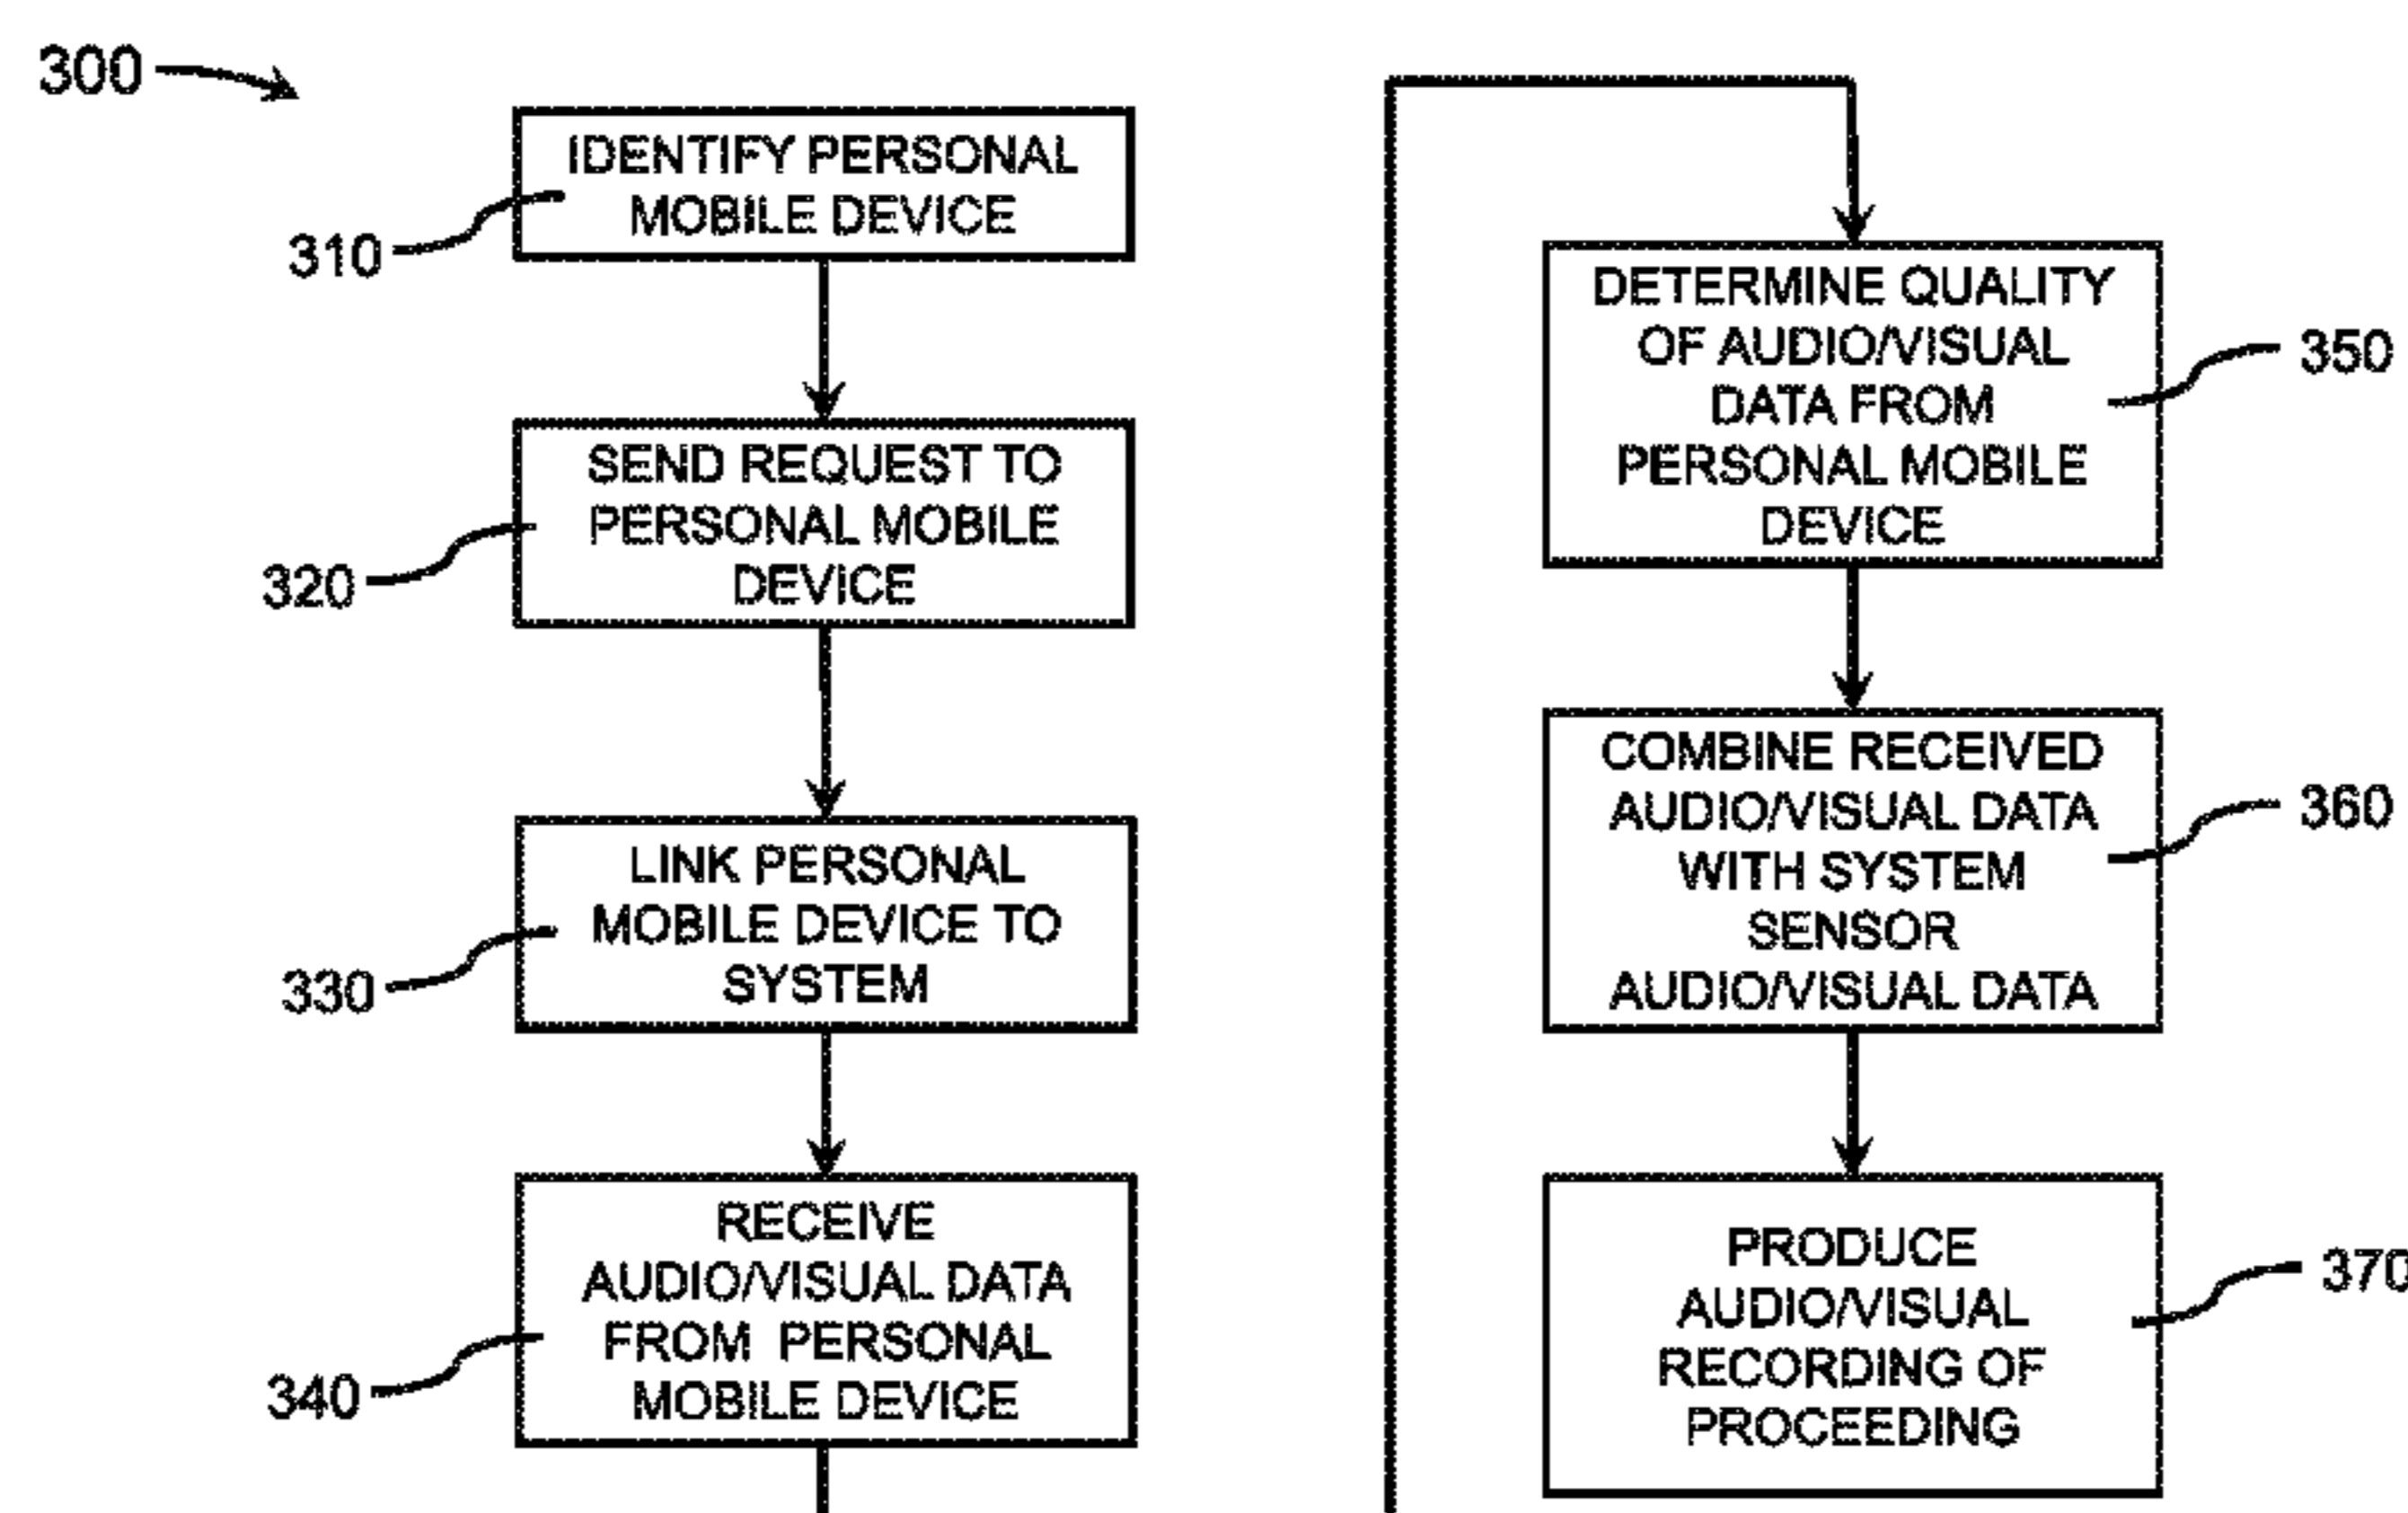 300
IDENTIFY PERSONAL
MOBILE DEVICE
310
SEND REQUEST TO
PERSONAL MOBILE
DEVICE
320
LINK PERSONAL
MOBILE DEVICE TO
SYSTEM
330
RECEIVE
AUDIO/VISUAL DATA
FROM PERSONAL
MOBILE DEVICE
340
DETERMINE QUALITY
OF AUDIO/VISUAL
DATA FROM
PERSONAL MOBILE
DEVICE
350
COMBINE RECEIVED
AUDIO/VISUAL DATA
WITH SYSTEM
SENSOR
AUDIO/VISUAL DATA
360
PRODUCE
AUDIO/VISUAL
RECORDING OF
PROCEEDING
370